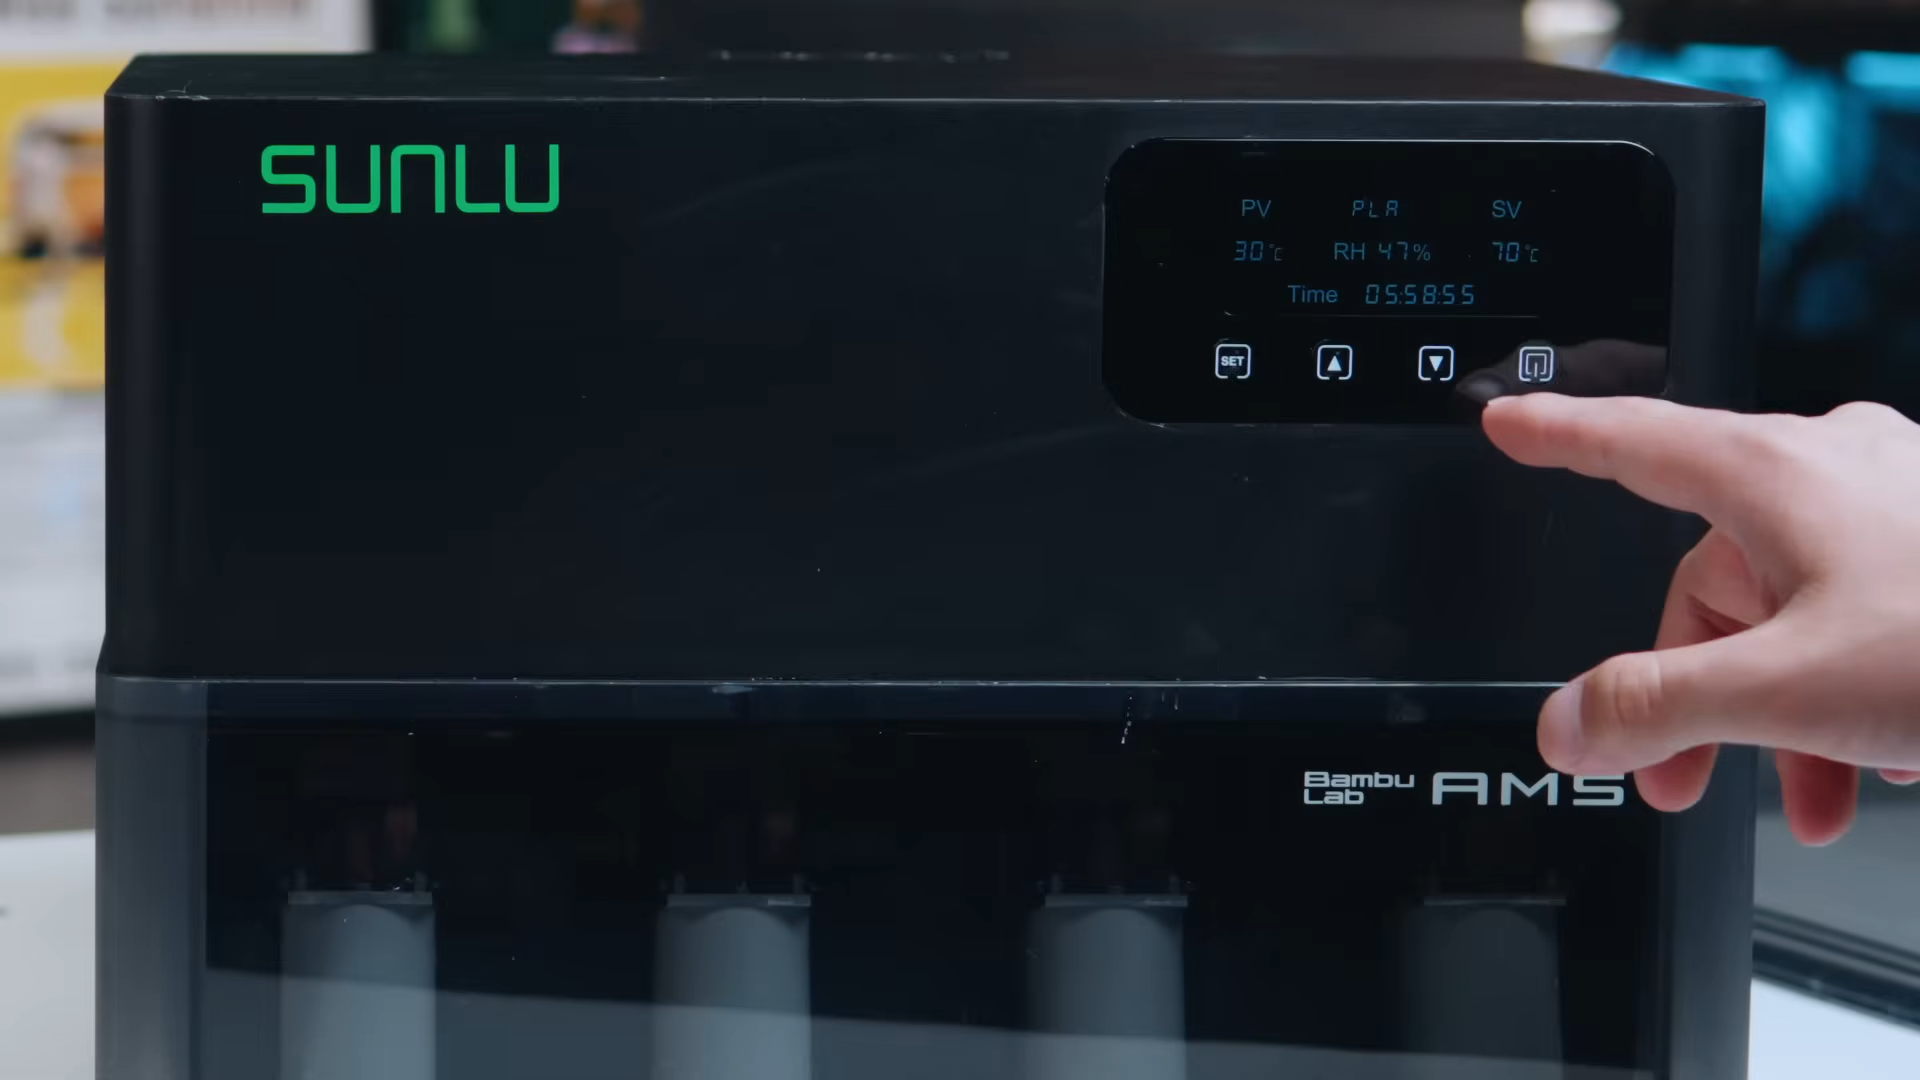 SUNLU
PV PLA SV
30°C RH 47% 70°C
Time 05:58:55
SET
Bambu Lab AMS